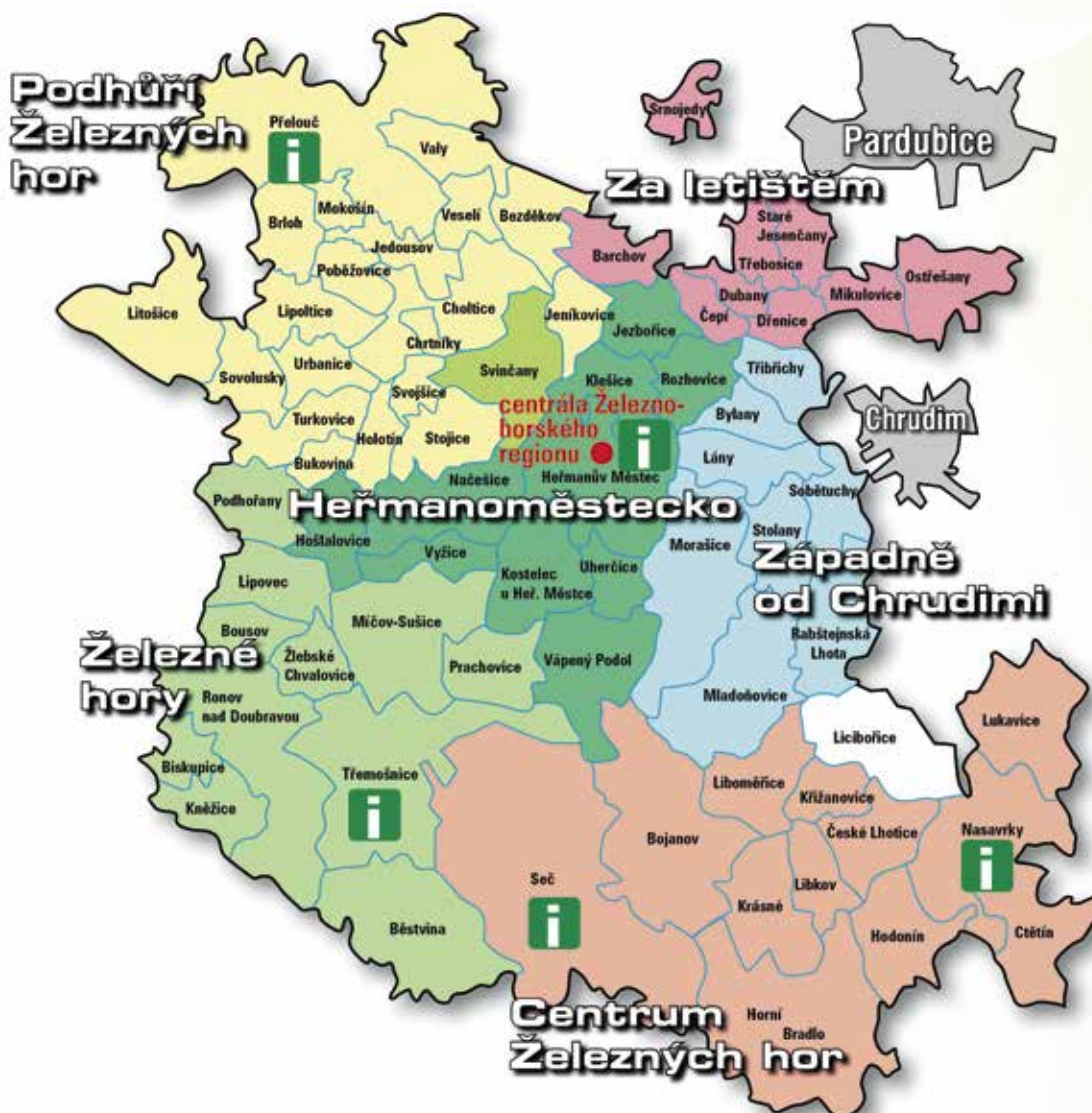 Podhůří
Železných
hor
Přelouč
i
Valy
Srnojedy
Pardubice
Za letištěm
Brloh
Mokošín
Veselí
Bezděkov
Jedousov
Poběžovice
Staré
Jesenčany
Barchov
Třebosice
Ostřešany
Litošice
Lipoltice
Choltice
Jeníkovice
Dubany
Mikulovice
Čepí
Dřenice
Jezbořice
Chrtníky
Urbanice
Svinčany
Třibřichy
Sovolusky
Klešice
Rozhovice
Svojšice
Turkovice
centrála Železno-
horského
regionu
i
Bylany
Chrudim
Holotín
Stojice
Bukovina
Lány
Podhořany
Načešice
Heřmanův Městec
Sobětuchy
Heřmanoměstecko
Stolany
Hošťalovice
Vyžice
Morašice
Západně
od Chrudimi
Lipovec
Kostelec
u Heř. Městce
Uherčice
Míčov-Sušice
Bousov
Železné
hory
Žlebské
Chvalovice
Prachovice
Vápený Podol
Rabštejnská
Lhota
Mladoňovice
Ronov
nad Doubravou
Lukavice
Licibořice
Biskupice
Třemošnice
i
Kněžice
Liboměřice
Křižanovice
Bojanov
České Lhotice
Nasavrky
i
Seč
i
Libkov
Krásné
Běstvina
Hodonín
Ctětín
Centrum
Železných hor
Horní
Bradlo